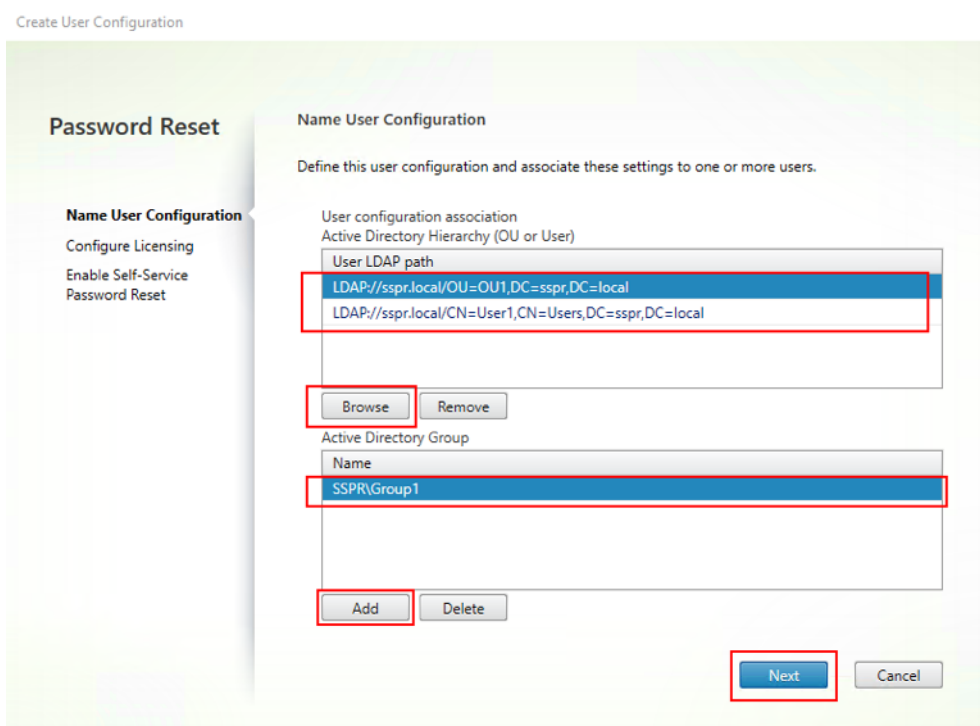 Create User Configuration
Password Reset
Name User Configuration
Configure Licensing
Enable Self-Service
Password Reset
Name User Configuration
Define this user configuration and associate these settings to one or more users.
User configuration association
Active Directory Hierarchy (OU or User)
User LDAP path
LDAP://sspr.local/OU=OU1,DC=sspr,DC=local
LDAP://sspr.local/CN=User1,CN=Users,DC=sspr,DC=local
Browse Remove
Active Directory Group
Name
SSPR\Group1
Add Delete
Next Cancel